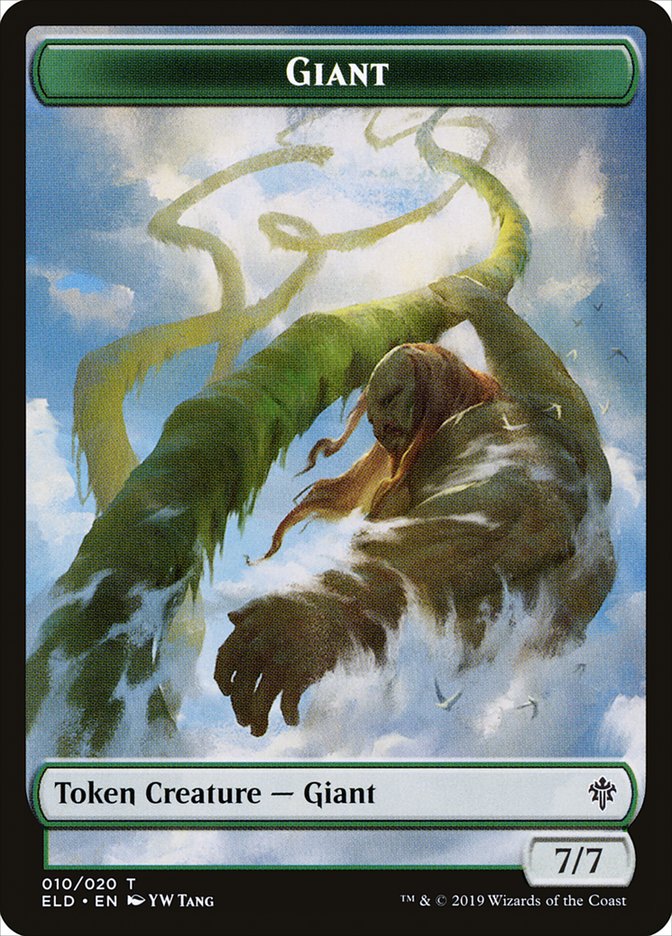 Giant
Token Creature — Giant
7/7
010/020 T
ELD • EN YW Tang
™ & © 2019 Wizards of the Coast